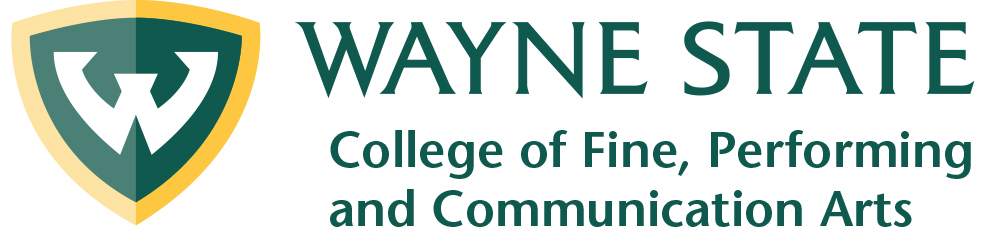 W
WAYNE STATE
College of Fine, Performing
and Communication Arts